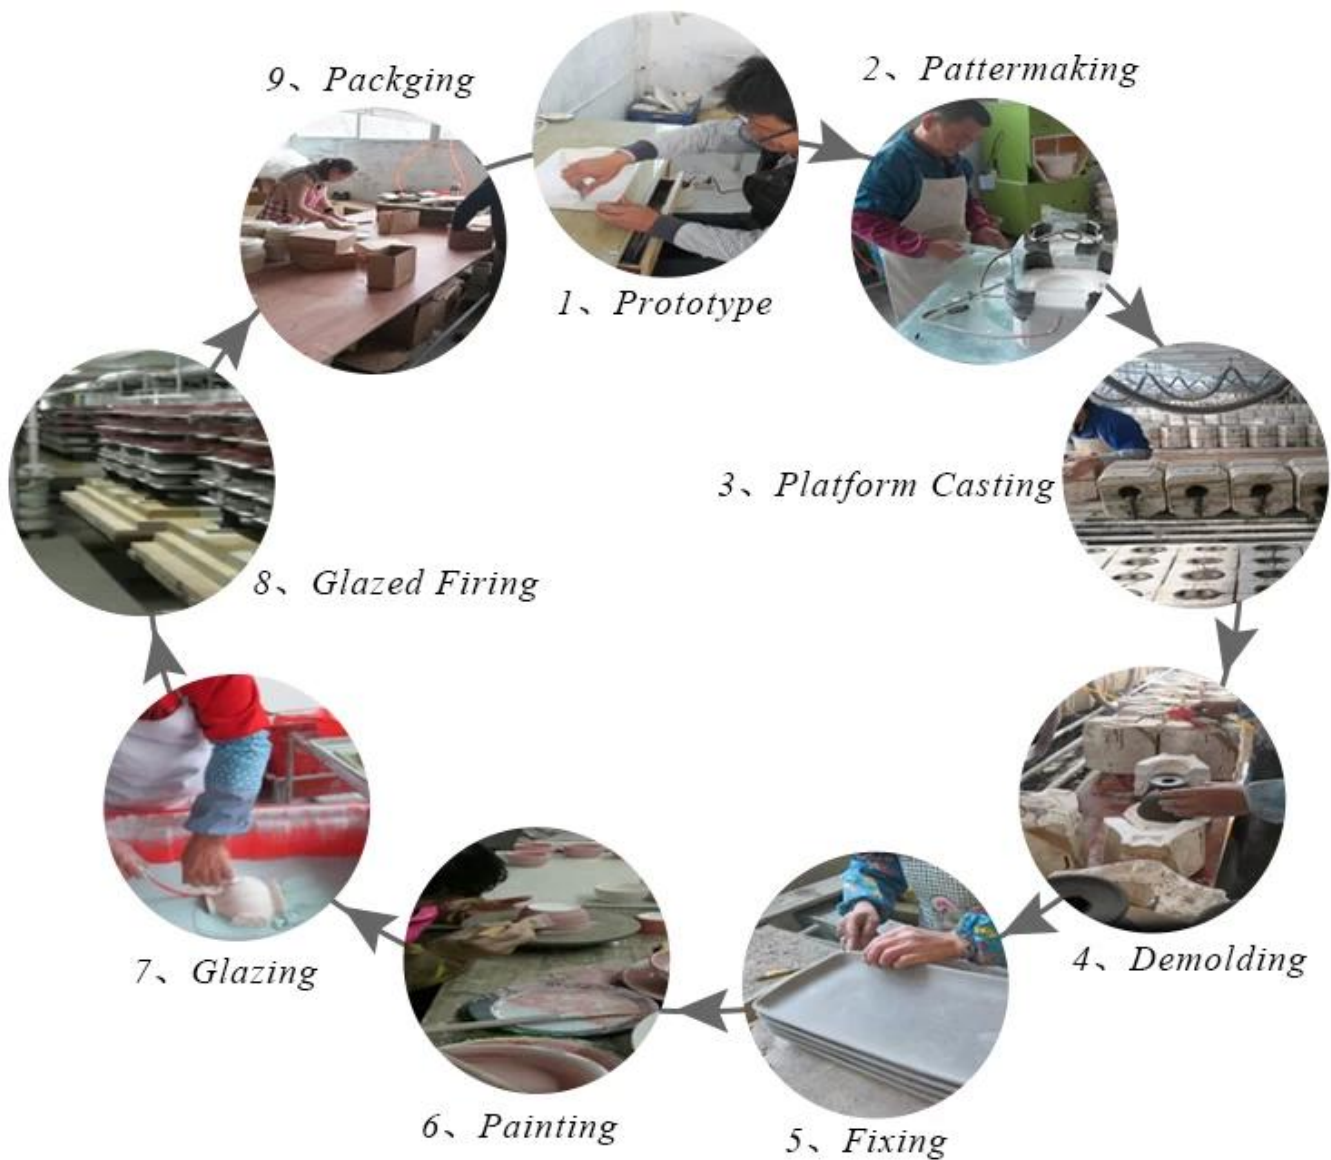 1、Prototype
2、Pattermaking
3、Platform Casting
4、Demolding
5、Fixing
6、Painting
7、Glazing
8、Glazed Firing
9、Packging